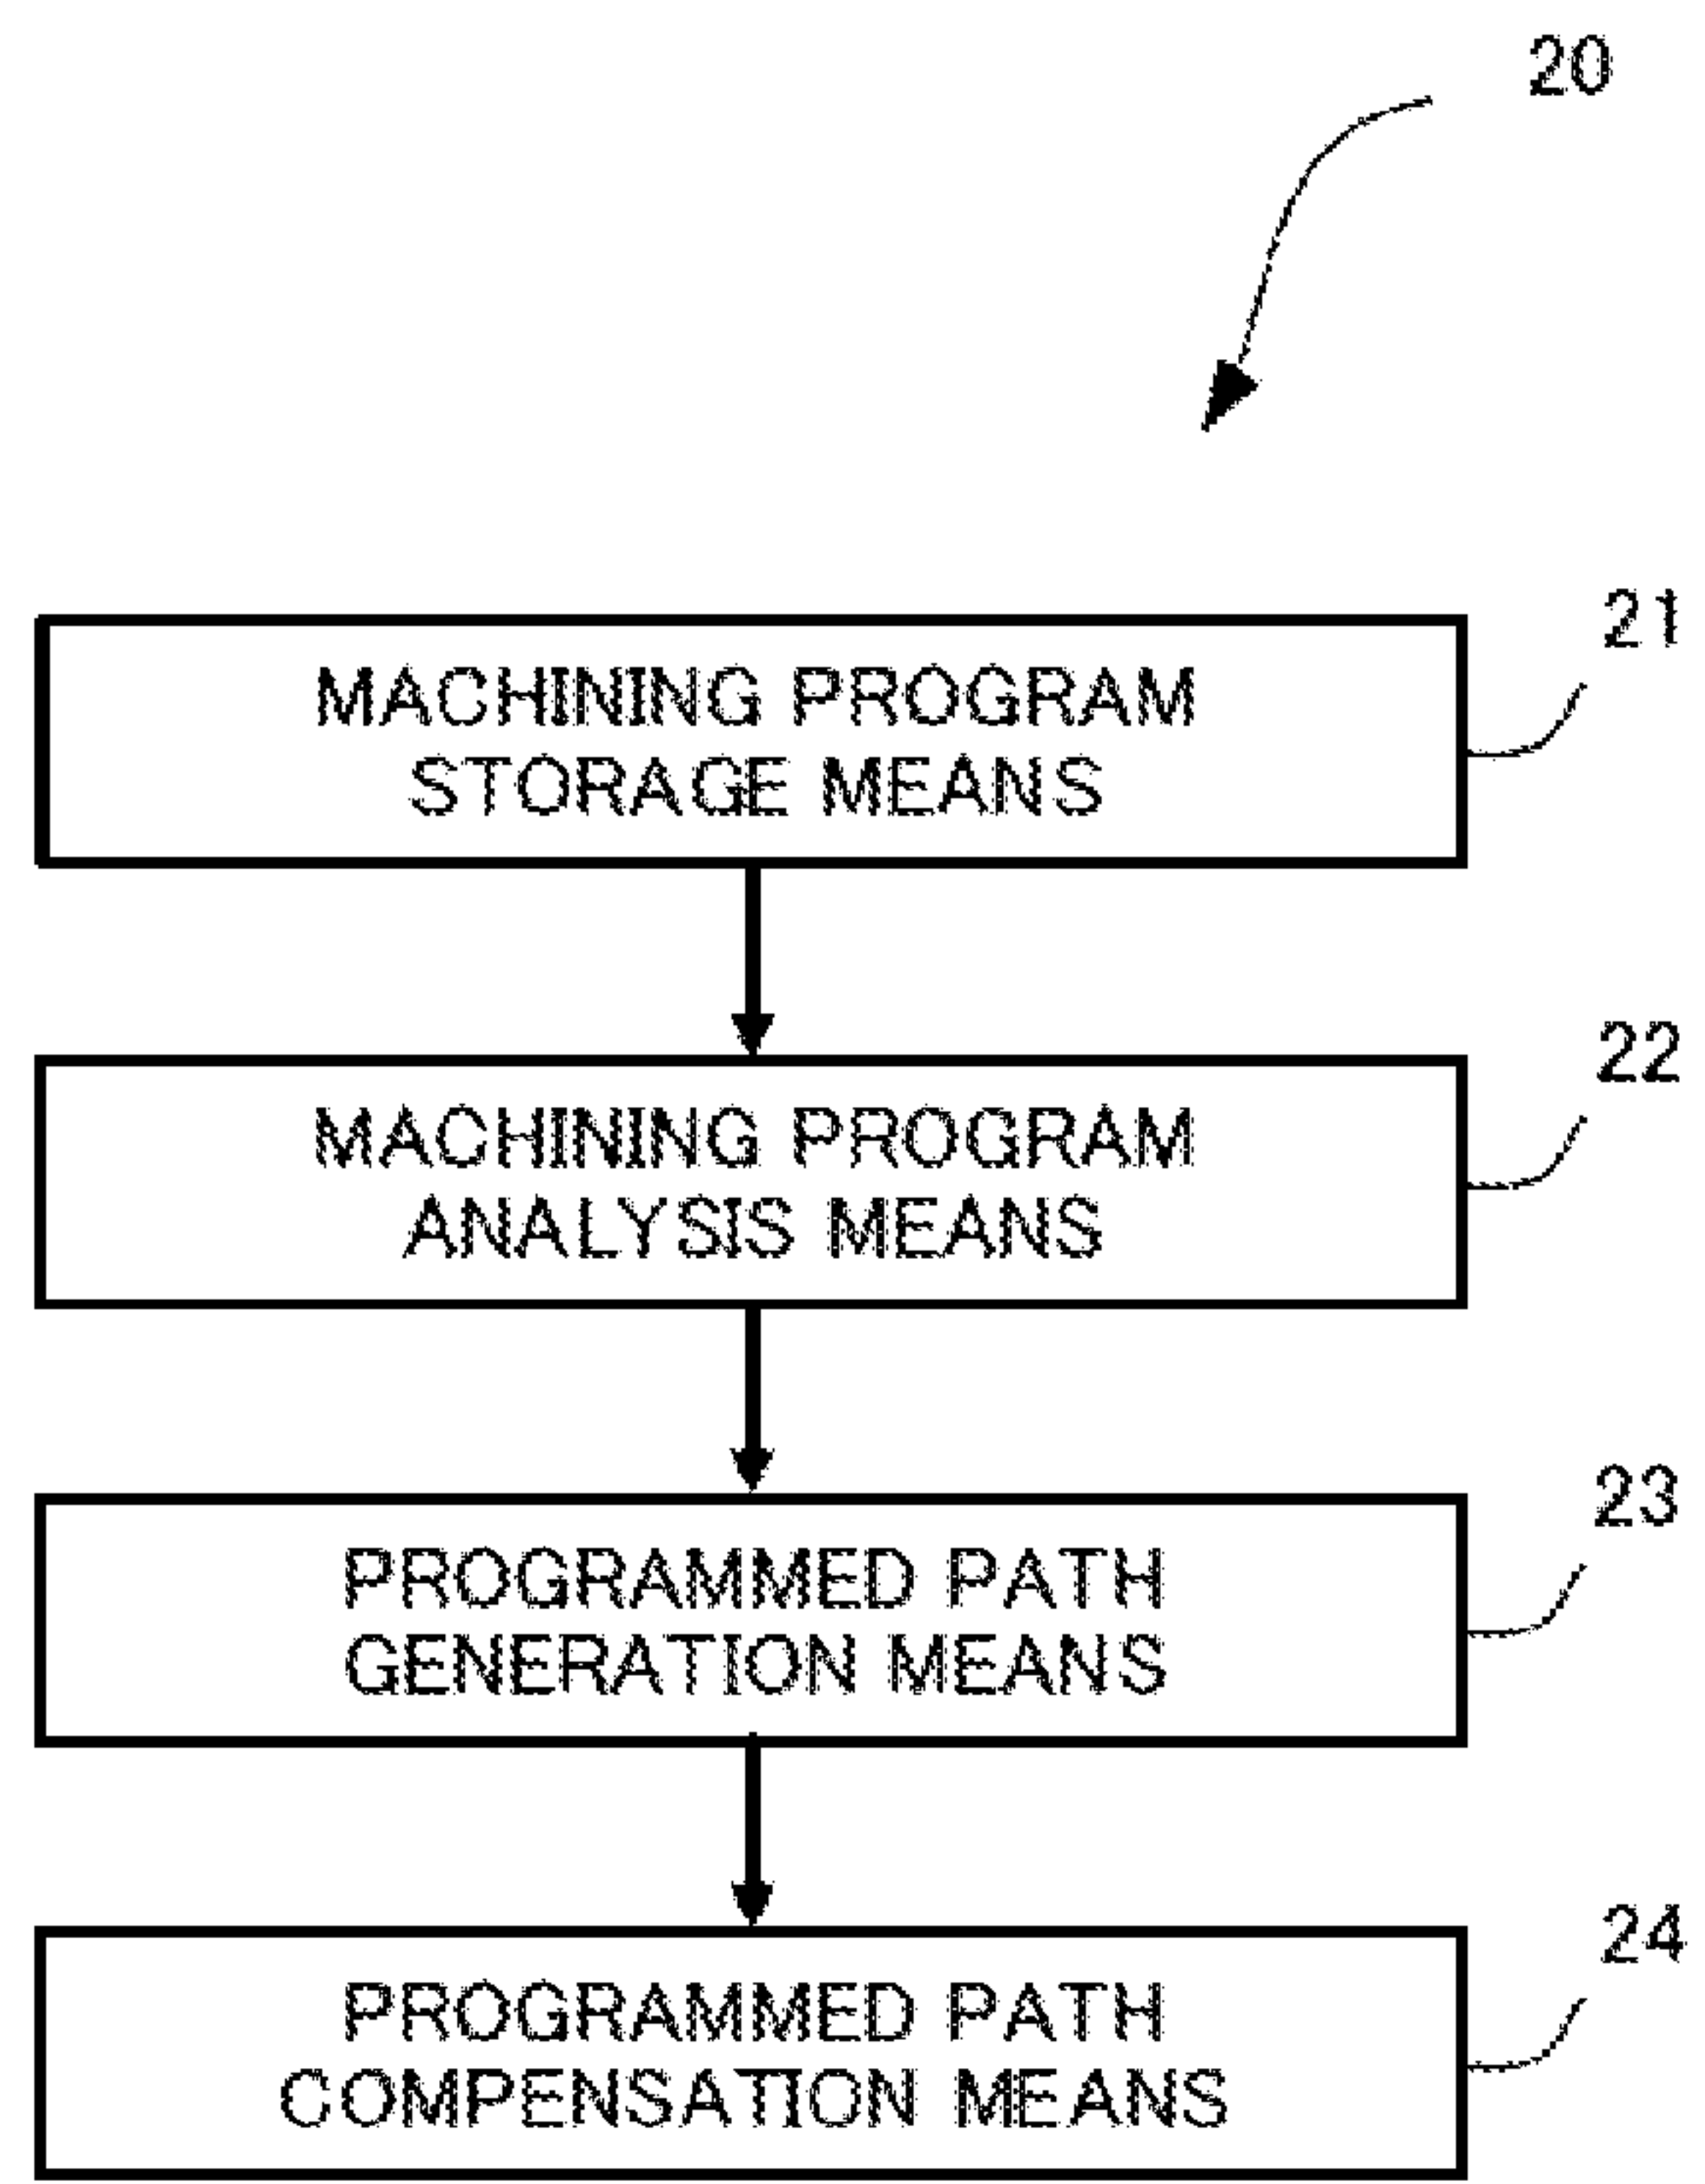 20
21
MACHINING PROGRAM
STORAGE MEANS
22
MACHINING PROGRAM
ANALYSIS MEANS
23
PROGRAMMED PATH
GENERATION MEANS
24
PROGRAMMED PATH
COMPENSATION MEANS